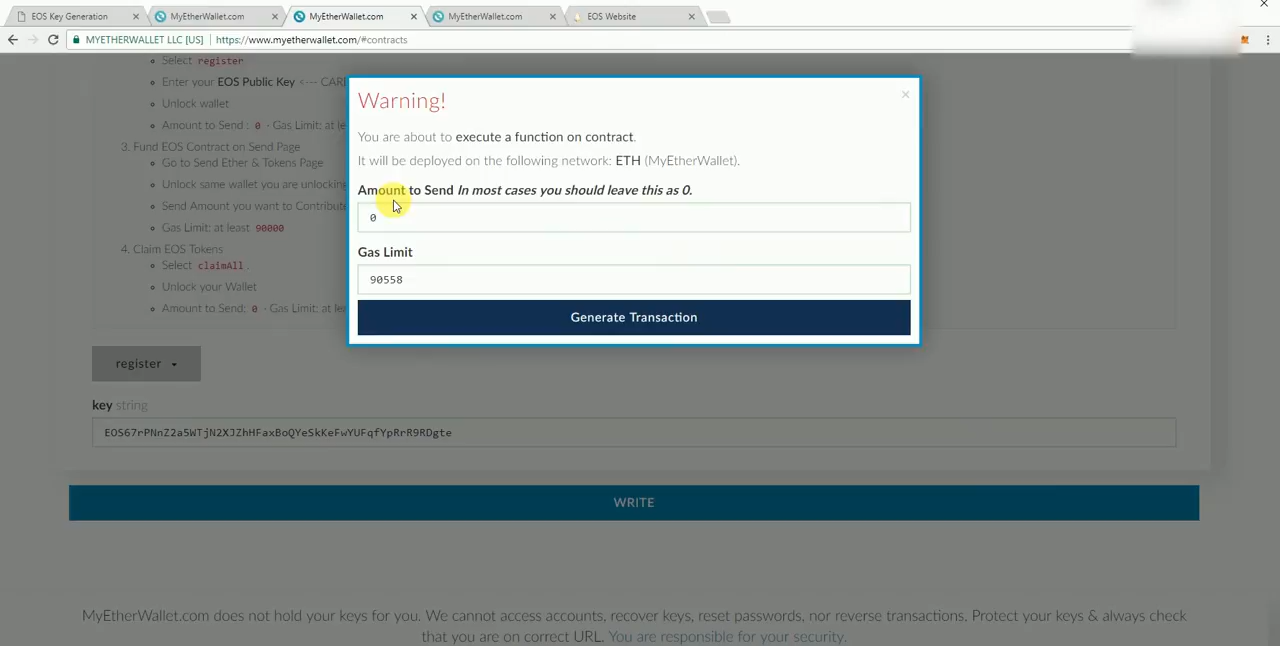 EOS Key Generation
MyEtherWallet.com
MyEtherWallet.com
MyEtherWallet.com
EOS Website
MYETHERWALLET LLC [US] | https://www.myetherwallet.com/#contracts
Select register
Enter your EOS Public Key <--- CAR
Unlock wallet
Amount to Send : 0 · Gas Limit: at le
3. Fund EOS Contract on Send Page
Go to Send Ether & Tokens Page
Unlock same wallet you are unlocking
Send Amount you want to Contribute
Gas Limit: at least 90000
4. Claim EOS Tokens
Select claimAll .
Unlock your Wallet
Amount to Send: 0 · Gas Limit: at lea
Warning!
You are about to execute a function on contract.
It will be deployed on the following network: ETH (MyEtherWallet).
Amount to Send In most cases you should leave this as 0.
0
Gas Limit
90558
Generate Transaction
register
key string
EOS67rPNnZ2a5WTjN2XJZhHFaxBoQYeSkKeFwYUFqfYpRrR9RDgte
WRITE
MyEtherWallet.com does not hold your keys for you. We cannot access accounts, recover keys, reset passwords, nor reverse transactions. Protect your keys & always check
that you are on correct URL. You are responsible for your security.